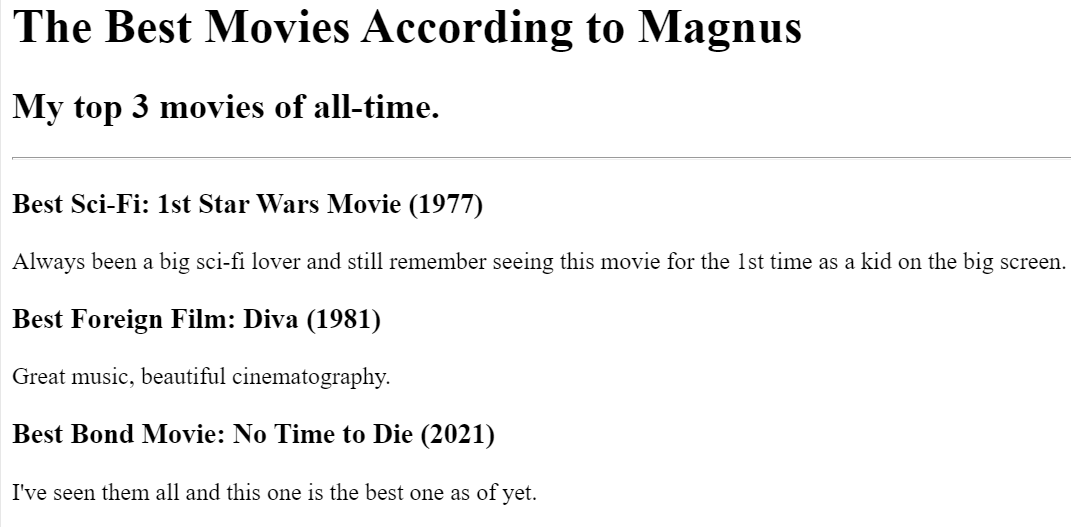 The Best Movies According to Magnus
My top 3 movies of all-time.
Best Sci-Fi: 1st Star Wars Movie (1977)
Always been a big sci-fi lover and still remember seeing this movie for the 1st time as a kid on the big screen.
Best Foreign Film: Diva (1981)
Great music, beautiful cinematography.
Best Bond Movie: No Time to Die (2021)
I've seen them all and this one is the best one as of yet.